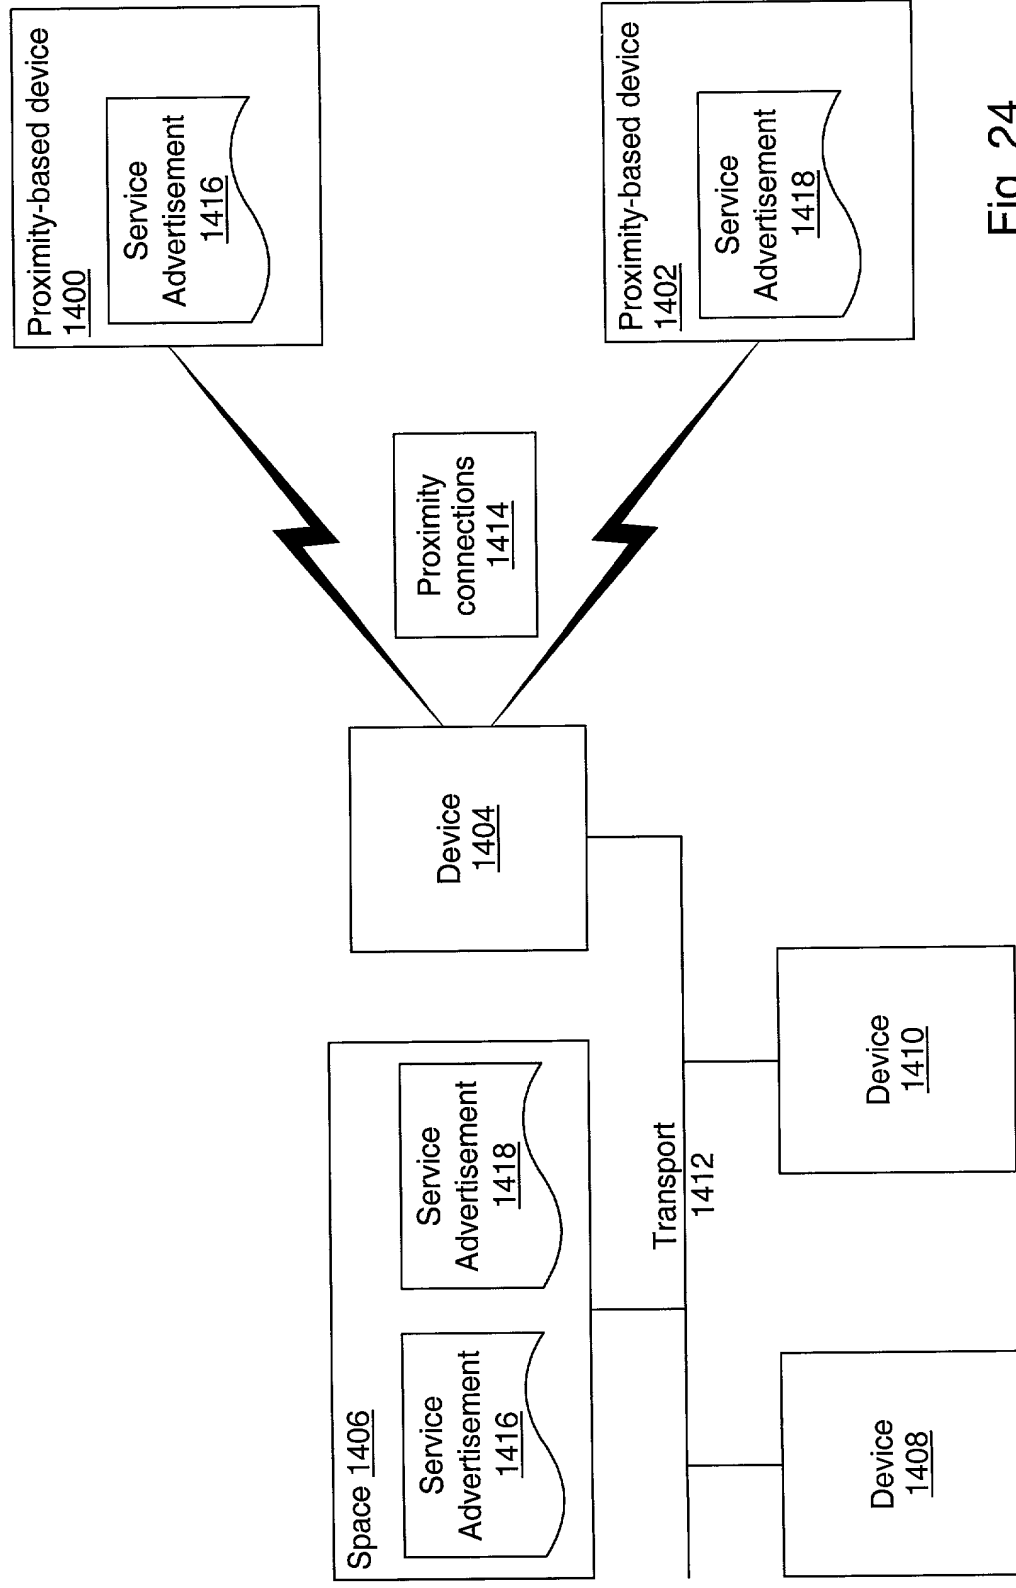 Space 1406
Service
Advertisement
1416
Service
Advertisement
1418
Device
1404
Proximity
connections
1414
Proximity-based device
1400
Service
Advertisement
1416
Proximity-based device
1402
Service
Advertisement
1418
Transport
1412
Device
1408
Device
1410
Fig. 24